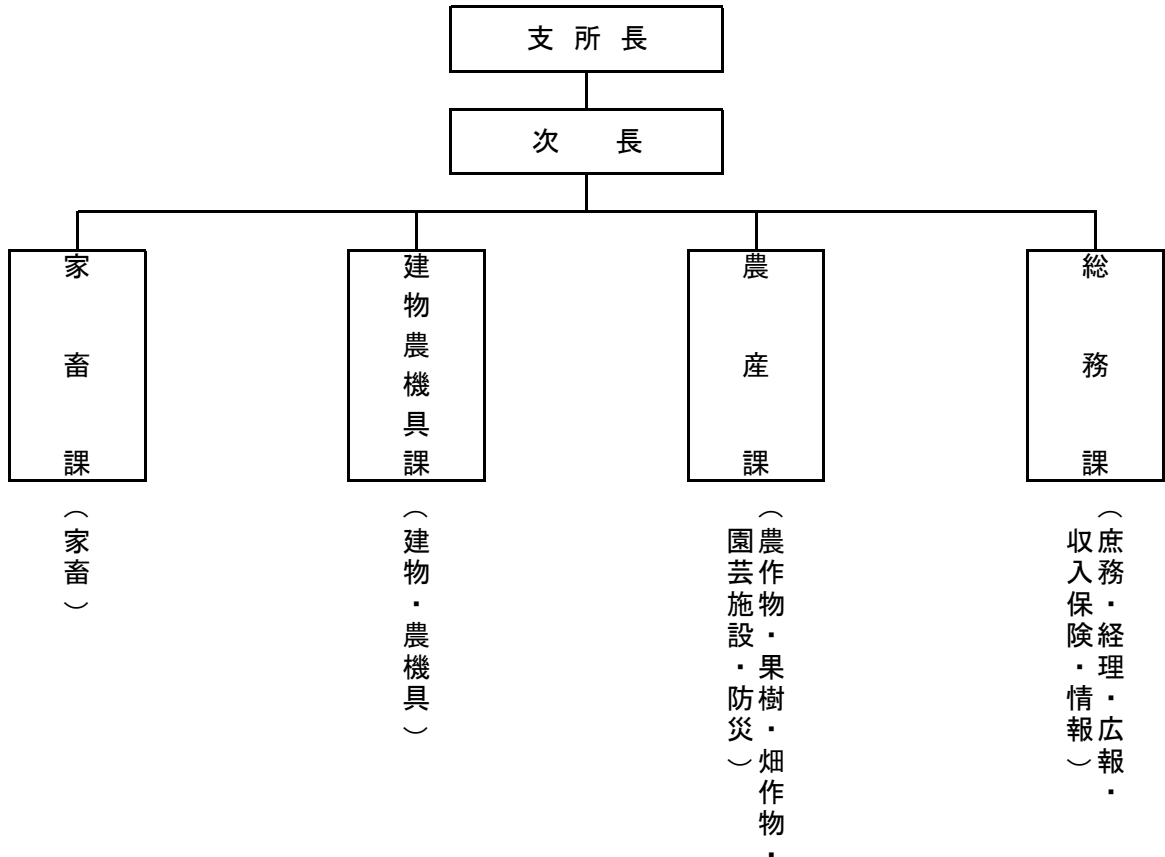 支所長
次長
総務課
(庶務・経理・広報・
収入保険・情報)
農産課
(農作物・果樹・畑作物・
園芸施設・防災)
建物農機具課
(建物・農機具)
家畜課
(家畜)